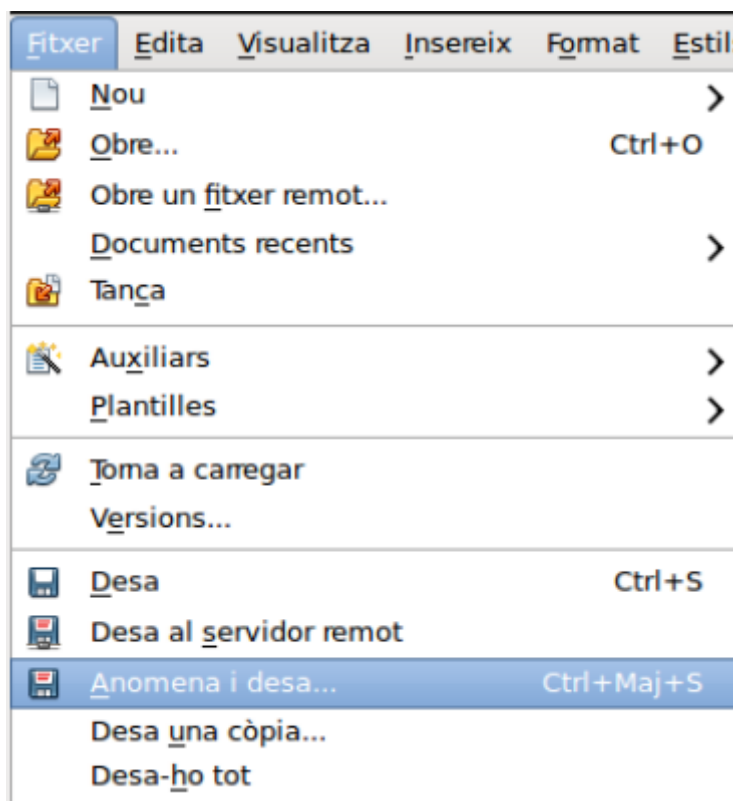 Fitxer Edita Visualitza Insereix Format Estil
Nou
Obre... Ctrl+O
Obre un fitxer remot...
Documents recents
Tanca
Auxiliars
Plantilles
Torna a carregar
Versions...
Desa Ctrl+S
Desa al servidor remot
Anomena i desa... Ctrl+Maj+S
Desa una còpia...
Desa-ho tot